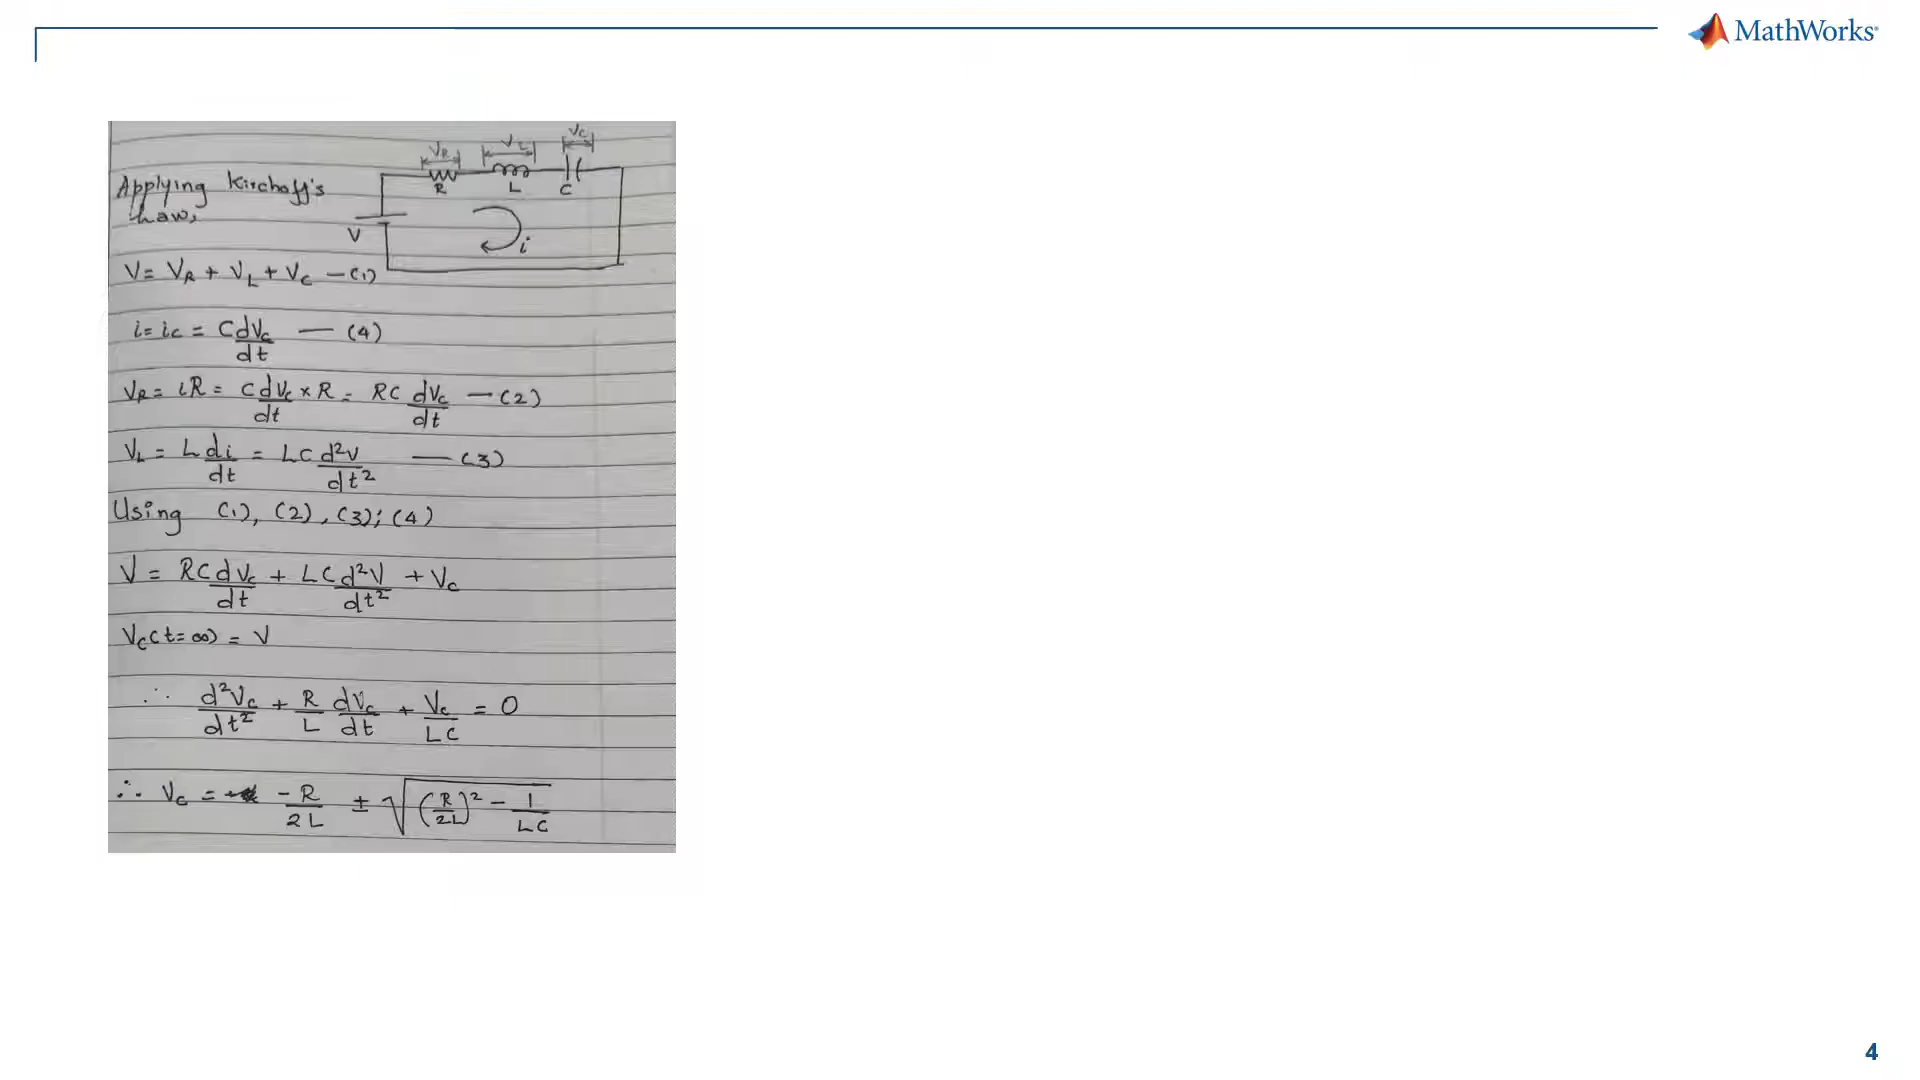 MathWorks®
V_R V_L V_C
Applying Kirchoff's
Law,
R L C
V
i
V = V_R + V_L + V_C — (1)
i = i_C = C dV_C/dt — (4)
V_R = iR = C dV_C/dt × R = RC dV_C/dt — (2)
V_L = L di/dt = LC d²V/dt² — (3)
Using (1), (2), (3); (4)
V = RC dV_C/dt + LC d²V/dt² + V_C
V_C(t=∞) = V
∴ d²V_C/dt² + R/L dV_C/dt + V_C/LC = 0
∴ V_C = -R/2L ± √((R/2L)² - 1/LC)
4